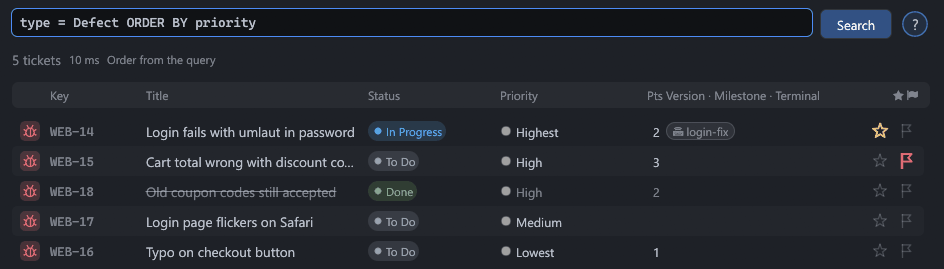 type = Defect ORDER BY priority Search ?
5 tickets 10 ms Order from the query
Key Title Status Priority Pts Version · Milestone · Terminal
WEB-14 Login fails with umlaut in password In Progress Highest 2 login-fix
WEB-15 Cart total wrong with discount co... To Do High 3
WEB-18 Old coupon codes still accepted Done High 2
WEB-17 Login page flickers on Safari To Do Medium
WEB-16 Typo on checkout button To Do Lowest 1